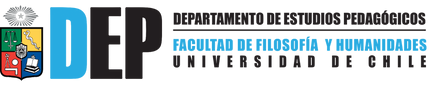 DEP
DEPARTAMENTO DE ESTUDIOS PEDAGÓGICOS
FACULTAD DE FILOSOFÍA Y HUMANIDADES
UNIVERSIDAD DE CHILE